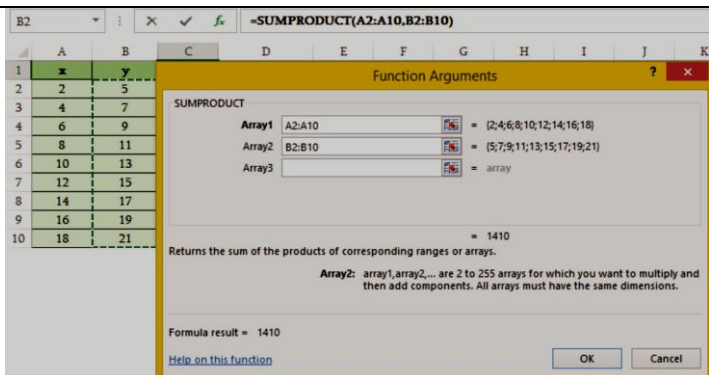 B2 =SUMPRODUCT(A2:A10,B2:B10)
A B C D E F G H I J K
1 x y
2 2 5
3 4 7
4 6 9
5 8 11
6 10 13
7 12 15
8 14 17
9 16 19
10 18 21
Function Arguments ? ×
SUMPRODUCT
Array1 A2:A10 = {2;4;6;8;10;12;14;16;18}
Array2 B2:B10 = {5;7;9;11;13;15;17;19;21}
Array3 = array
= 1410
Returns the sum of the products of corresponding ranges or arrays.
Array2: array1,array2,... are 2 to 255 arrays for which you want to multiply and
then add components. All arrays must have the same dimensions.
Formula result = 1410
Help on this function OK Cancel